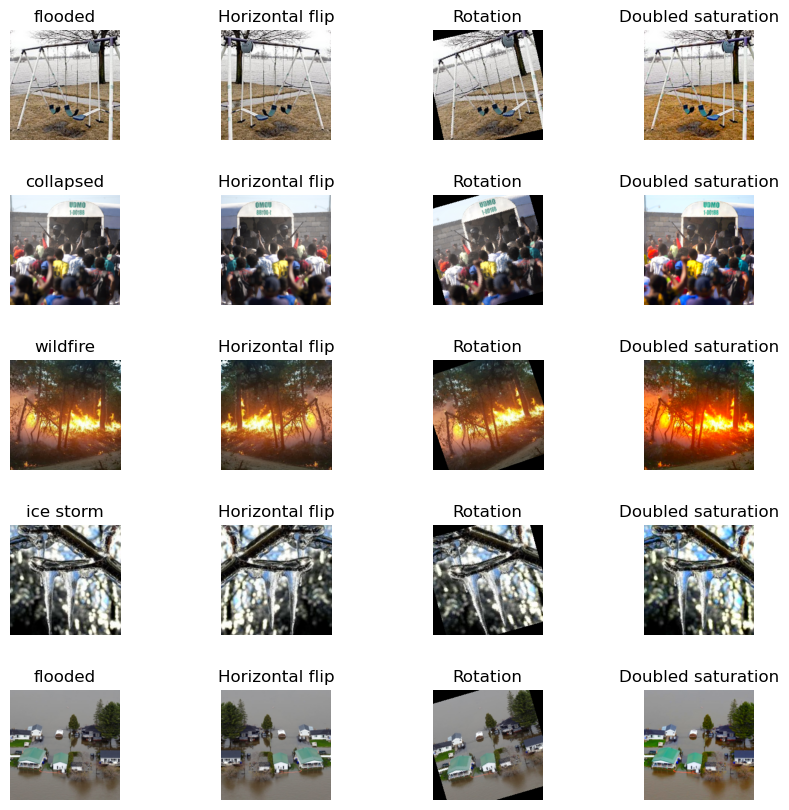 flooded Horizontal flip Rotation Doubled saturation
collapsed Horizontal flip Rotation Doubled saturation
wildfire Horizontal flip Rotation Doubled saturation
ice storm Horizontal flip Rotation Doubled saturation
flooded Horizontal flip Rotation Doubled saturation